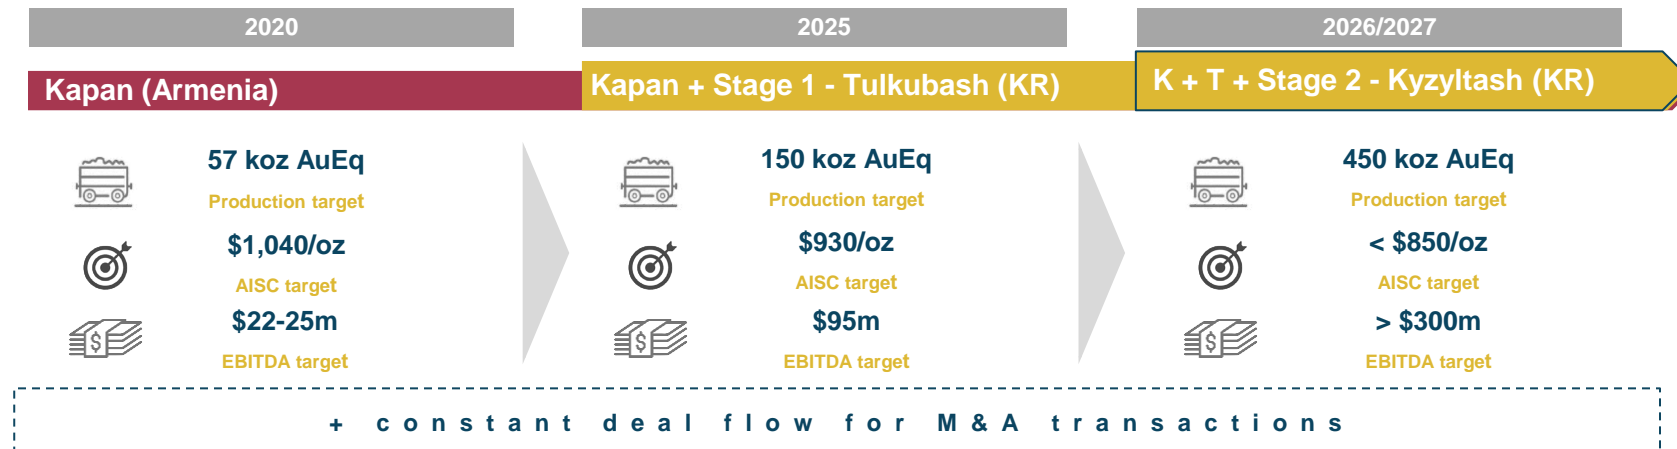 2020
2025
2026/2027
Kapan (Armenia)
Kapan + Stage 1 - Tulkubash (KR)
K + T + Stage 2 - Kyzyltash (KR)
57 koz AuEq
Production target
$1,040/oz
AISC target
$22-25m
EBITDA target
150 koz AuEq
Production target
$930/oz
AISC target
$95m
EBITDA target
450 koz AuEq
Production target
< $850/oz
AISC target
> $300m
EBITDA target
+ constant deal flow for M&A transactions